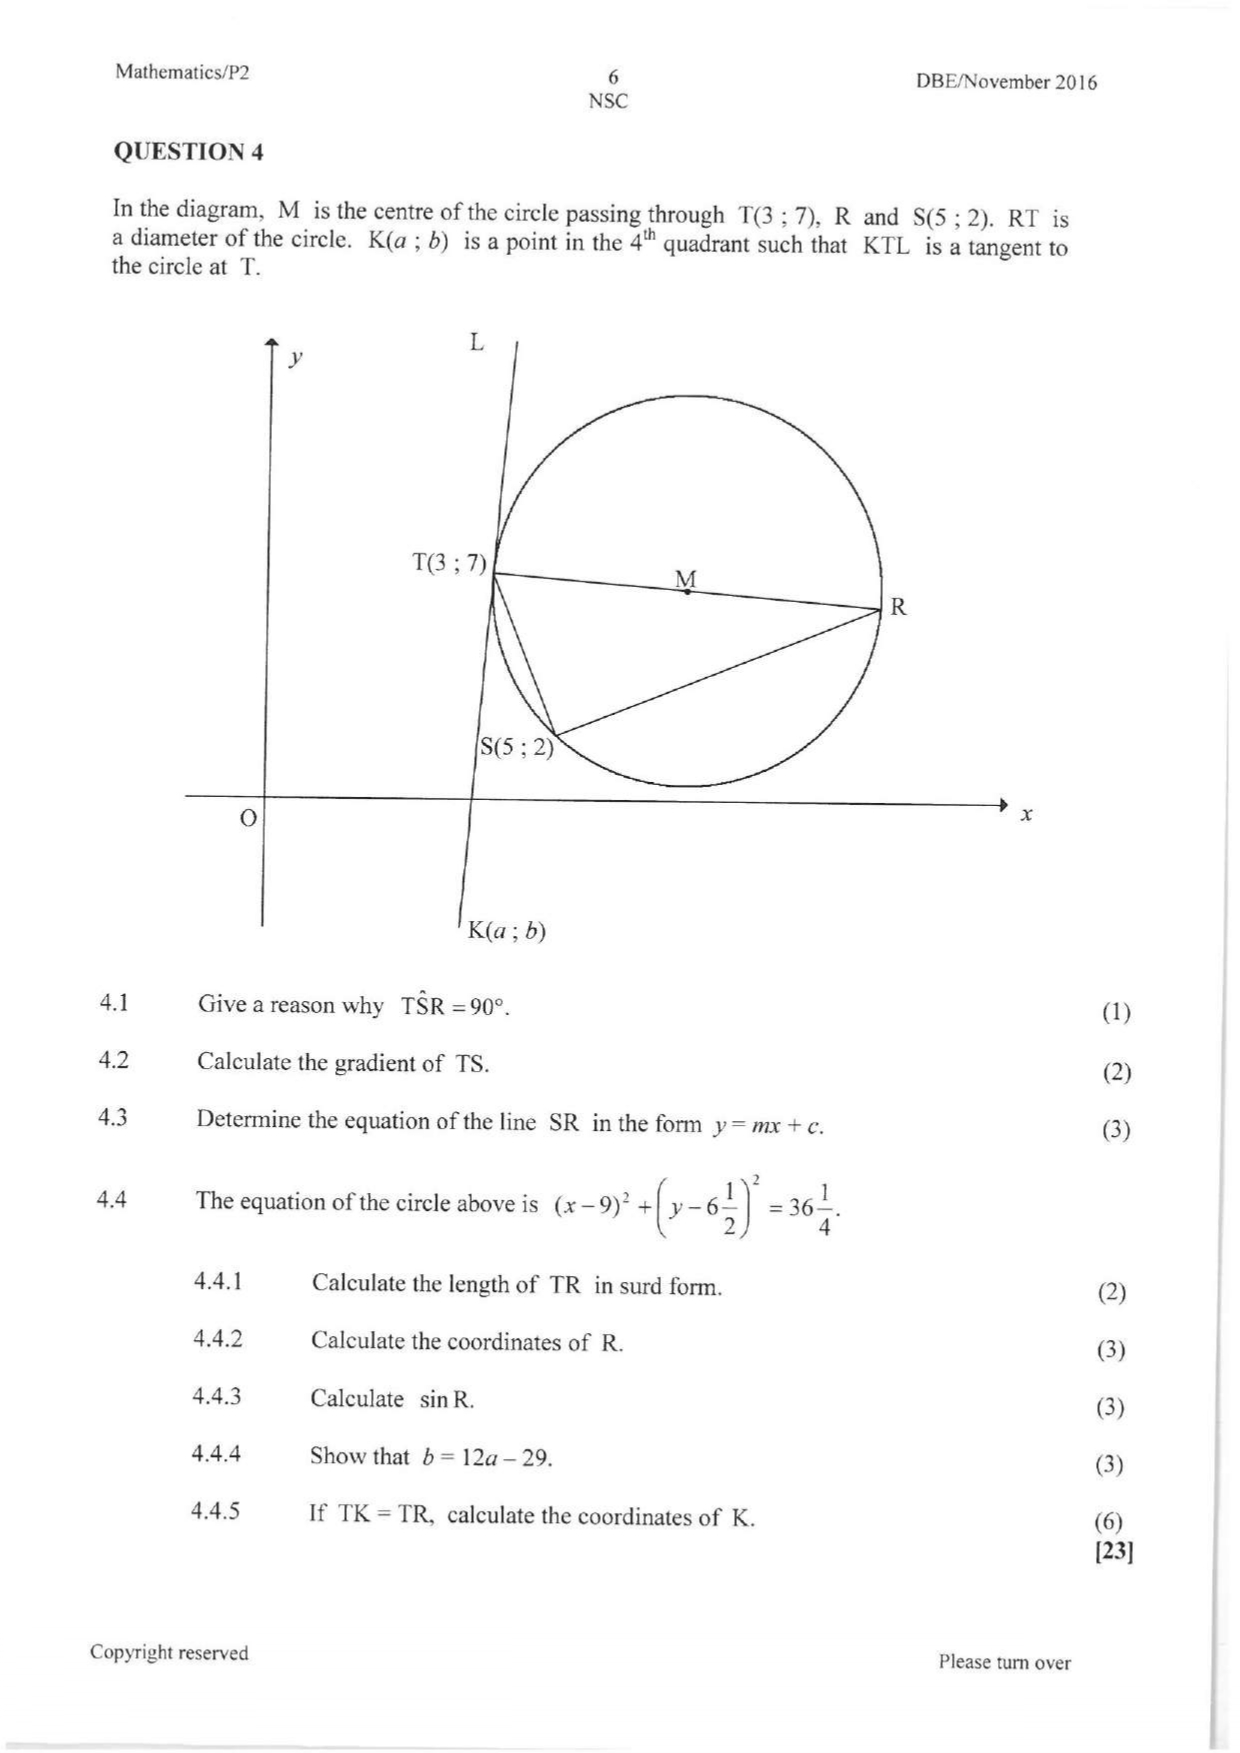 Mathematics/P2
6
NSC
DBE/November 2016
QUESTION 4
In the diagram, M is the centre of the circle passing through T(3 ; 7), R and S(5 ; 2). RT is
a diameter of the circle. K(a ; b) is a point in the 4th quadrant such that KTL is a tangent to
the circle at T.
L
y
T(3 ; 7)
M
R
S(5 ; 2)
O
x
K(a ; b)
4.1 Give a reason why TŜR = 90°. (1)
4.2 Calculate the gradient of TS. (2)
4.3 Determine the equation of the line SR in the form y = mx + c. (3)
4.4 The equation of the circle above is (x – 9)² + (y – 6 1/2)² = 36 1/4.
4.4.1 Calculate the length of TR in surd form. (2)
4.4.2 Calculate the coordinates of R. (3)
4.4.3 Calculate sin R. (3)
4.4.4 Show that b = 12a – 29. (3)
4.4.5 If TK = TR, calculate the coordinates of K. (6)
[23]
Copyright reserved
Please turn over